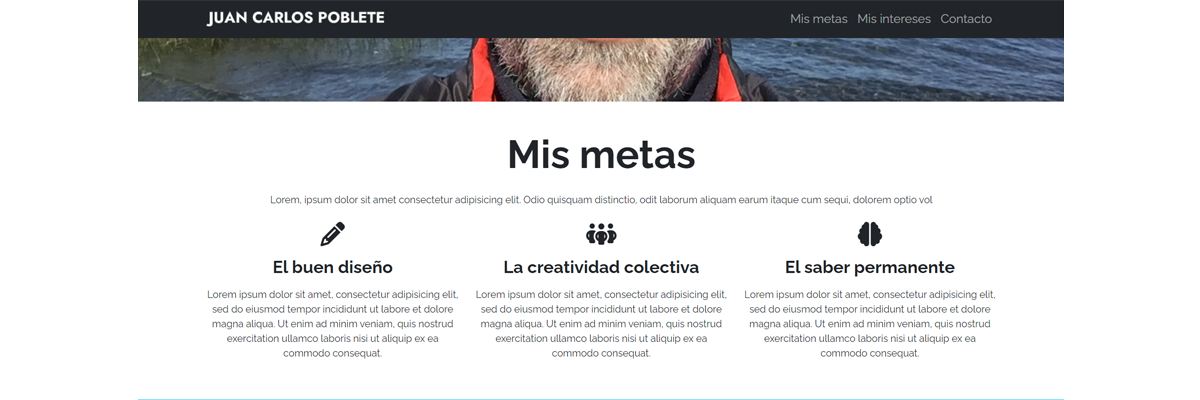 JUAN CARLOS POBLETE
Mis metas Mis intereses Contacto
Mis metas
Lorem, ipsum dolor sit amet consectetur adipisicing elit. Odio quisquam distinctio, odit laborum aliquam earum itaque cum sequi, dolorem optio vol
El buen diseño
Lorem ipsum dolor sit amet, consectetur adipisicing elit,
sed do eiusmod tempor incididunt ut labore et dolore
magna aliqua. Ut enim ad minim veniam, quis nostrud
exercitation ullamco laboris nisi ut aliquip ex ea
commodo consequat.
La creatividad colectiva
Lorem ipsum dolor sit amet, consectetur adipisicing elit,
sed do eiusmod tempor incididunt ut labore et dolore
magna aliqua. Ut enim ad minim veniam, quis nostrud
exercitation ullamco laboris nisi ut aliquip ex ea
commodo consequat.
El saber permanente
Lorem ipsum dolor sit amet, consectetur adipisicing elit,
sed do eiusmod tempor incididunt ut labore et dolore
magna aliqua. Ut enim ad minim veniam, quis nostrud
exercitation ullamco laboris nisi ut aliquip ex ea
commodo consequat.